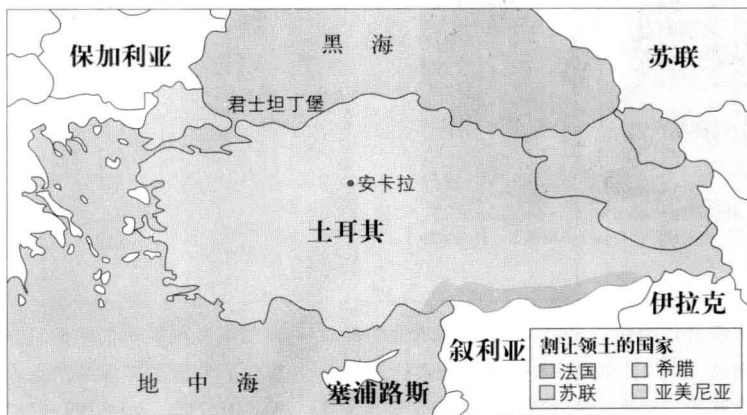 保加利亚
黑海
苏联
君士坦丁堡
安卡拉
土耳其
伊拉克
叙利亚
地中海
塞浦路斯
割让领土的国家
法国 希腊
苏联 亚美尼亚